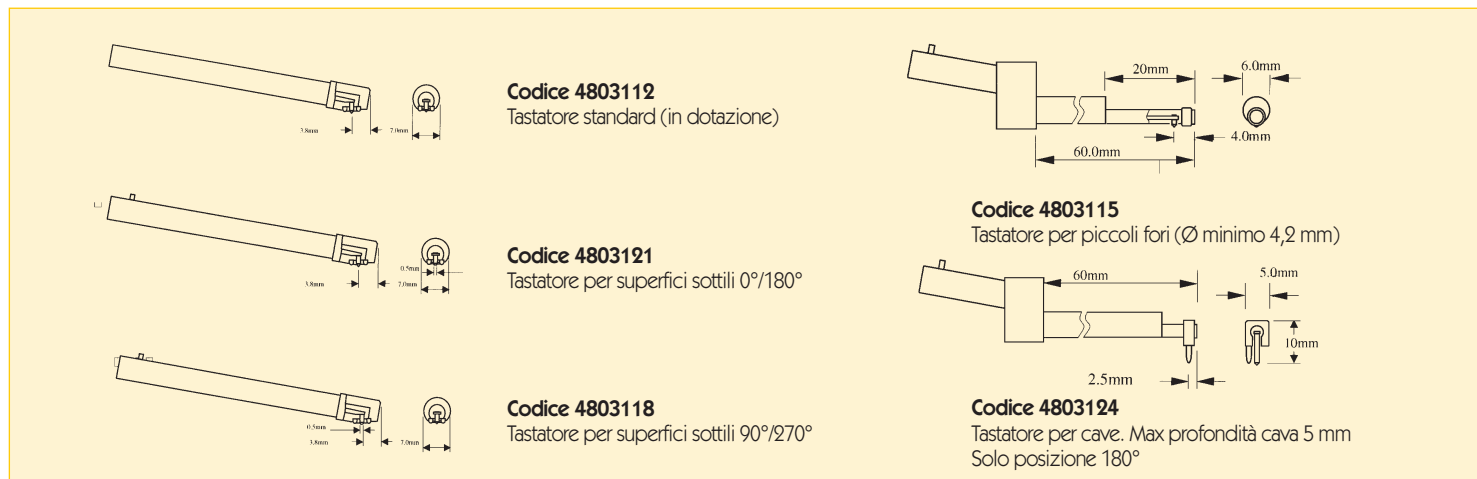 3.8mm
7.0mm
Codice 4803112
Tastatore standard (in dotazione)
0.5mm
3.8mm
7.0mm
Codice 4803121
Tastatore per superfici sottili 0°/180°
0.5mm
3.8mm
7.0mm
Codice 4803118
Tastatore per superfici sottili 90°/270°
20mm
6.0mm
4.0mm
60.0mm
Codice 4803115
Tastatore per piccoli fori (Ø minimo 4,2 mm)
60mm
5.0mm
10mm
2.5mm
Codice 4803124
Tastatore per cave. Max profondità cava 5 mm
Solo posizione 180°